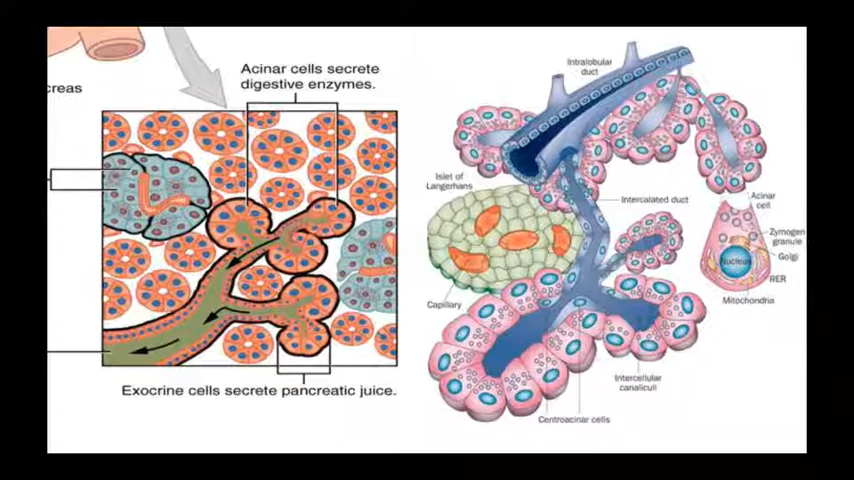 creas
Acinar cells secrete
digestive enzymes.
Exocrine cells secrete pancreatic juice.
Intralobular
duct
Islet of
Langerhans
Intercalated duct
Acinar
cell
Zymogen
granule
Golgi
Nucleus
RER
Mitochondria
Capillary
Intercellular
canaliculi
Centroacinar cells